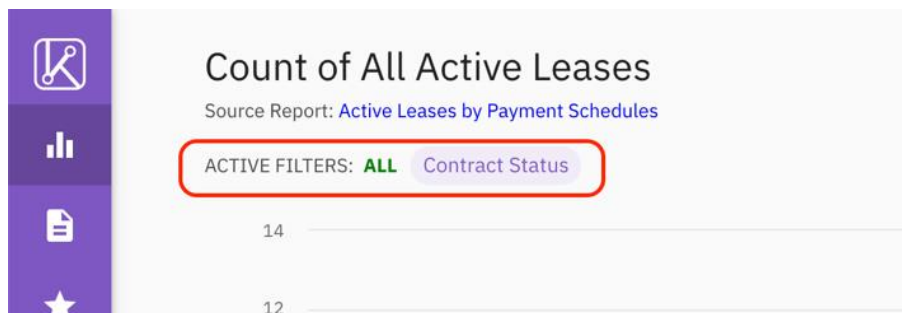 Count of All Active Leases
Source Report: Active Leases by Payment Schedules
ACTIVE FILTERS: ALL Contract Status
14
12